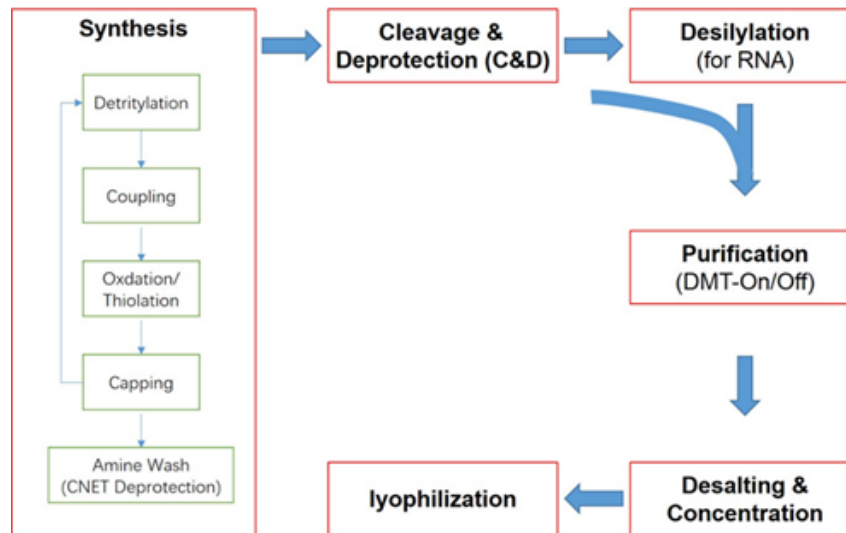 Synthesis
Detritylation
Coupling
Oxdation/
Thiolation
Capping
Amine Wash
(CNET Deprotection)
Cleavage &
Deprotection (C&D)
Desilylation
(for RNA)
Purification
(DMT-On/Off)
Desalting &
Concentration
lyophilization